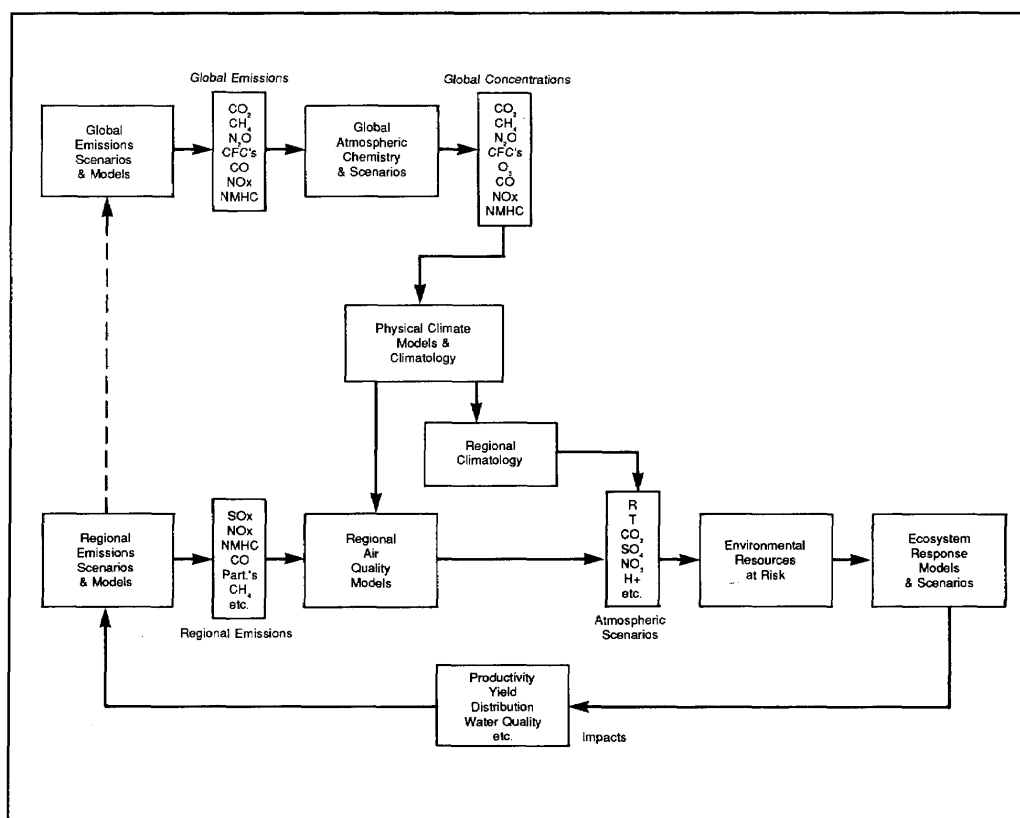 Global Emissions
Global Concentrations
Global
Emissions
Scenarios
& Models
CO₂
CH₄
N₂O
CFC's
CO
NOx
NMHC
Global
Atmospheric
Chemistry
& Scenarios
CO₂
CH₄
N₂O
CFC's
O₃
CO
NOx
NMHC
Physical Climate
Models &
Climatology
Regional
Climatology
Regional
Emissions
Scenarios
& Models
SOx
NOx
NMHC
CO
Part.'s
CH₄
etc.
Regional Emissions
Regional
Air
Quality
Models
R
T
CO₂
SO₄
NO₃
H+
etc.
Atmospheric
Scenarios
Environmental
Resources
at Risk
Ecosystem
Response
Models
& Scenarios
Productivity
Yield
Distribution
Water Quality
etc.
Impacts